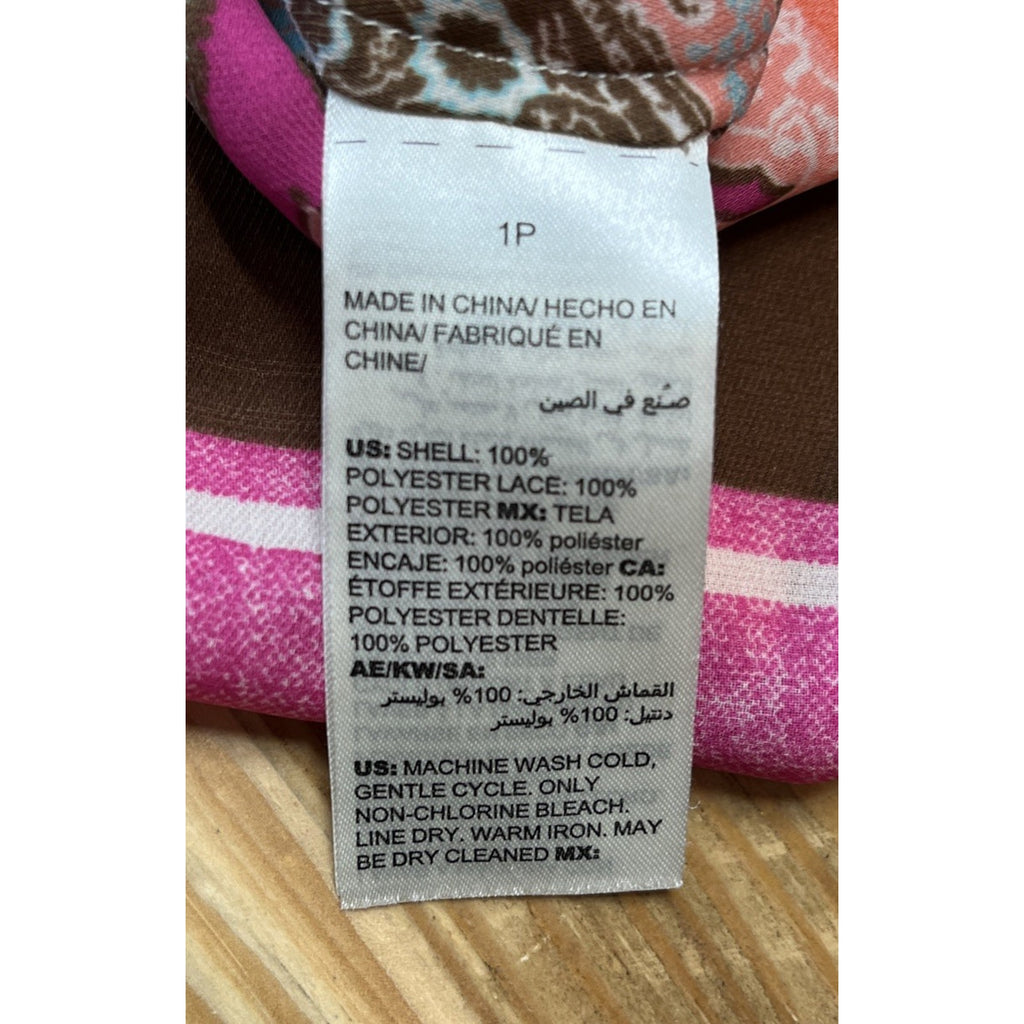 1P
MADE IN CHINA/ HECHO EN
CHINA/ FABRIQUÉ EN
CHINE/
صنع في الصين
US: SHELL: 100%
POLYESTER LACE: 100%
POLYESTER MX: TELA
EXTERIOR: 100% poliéster
ENCAJE: 100% poliéster CA:
ÉTOFFE EXTÉRIEURE: 100%
POLYESTER DENTELLE:
100% POLYESTER
AE/KW/SA:
القماش الخارجي: 100% بوليستر
دنتيل: 100% بوليستر
US: MACHINE WASH COLD,
GENTLE CYCLE. ONLY
NON-CHLORINE BLEACH.
LINE DRY. WARM IRON. MAY
BE DRY CLEANED MX: